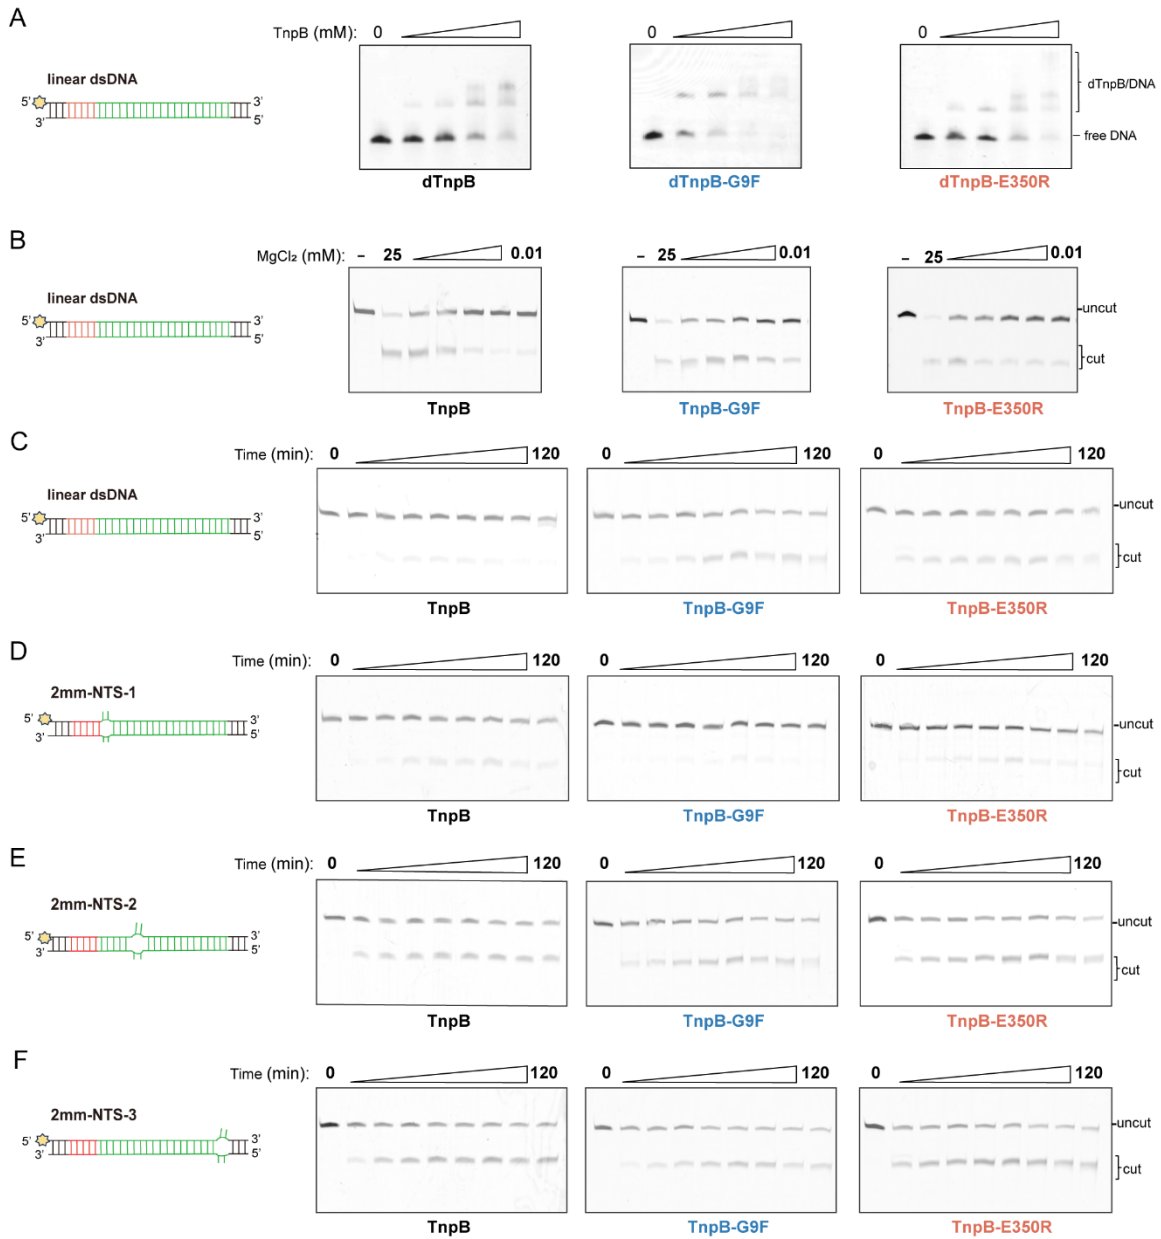 A
TnpB (mM): 0 0 0
linear dsDNA
5' 3'
3' 5'
dTnpB/DNA
free DNA
dTnpB dTnpB-G9F dTnpB-E350R
B
MgCl₂ (mM): – 25 0.01 – 25 0.01 – 25 0.01
linear dsDNA
5' 3'
3' 5'
uncut
cut
TnpB TnpB-G9F TnpB-E350R
C
Time (min): 0 120 0 120 0 120
linear dsDNA
5' 3'
3' 5'
uncut
cut
TnpB TnpB-G9F TnpB-E350R
D
Time (min): 0 120 0 120 0 120
2mm-NTS-1
5' 3'
3' 5'
uncut
cut
TnpB TnpB-G9F TnpB-E350R
E
Time (min): 0 120 0 120 0 120
2mm-NTS-2
5' 3'
3' 5'
uncut
cut
TnpB TnpB-G9F TnpB-E350R
F
Time (min): 0 120 0 120 0 120
2mm-NTS-3
5' 3'
3' 5'
uncut
cut
TnpB TnpB-G9F TnpB-E350R